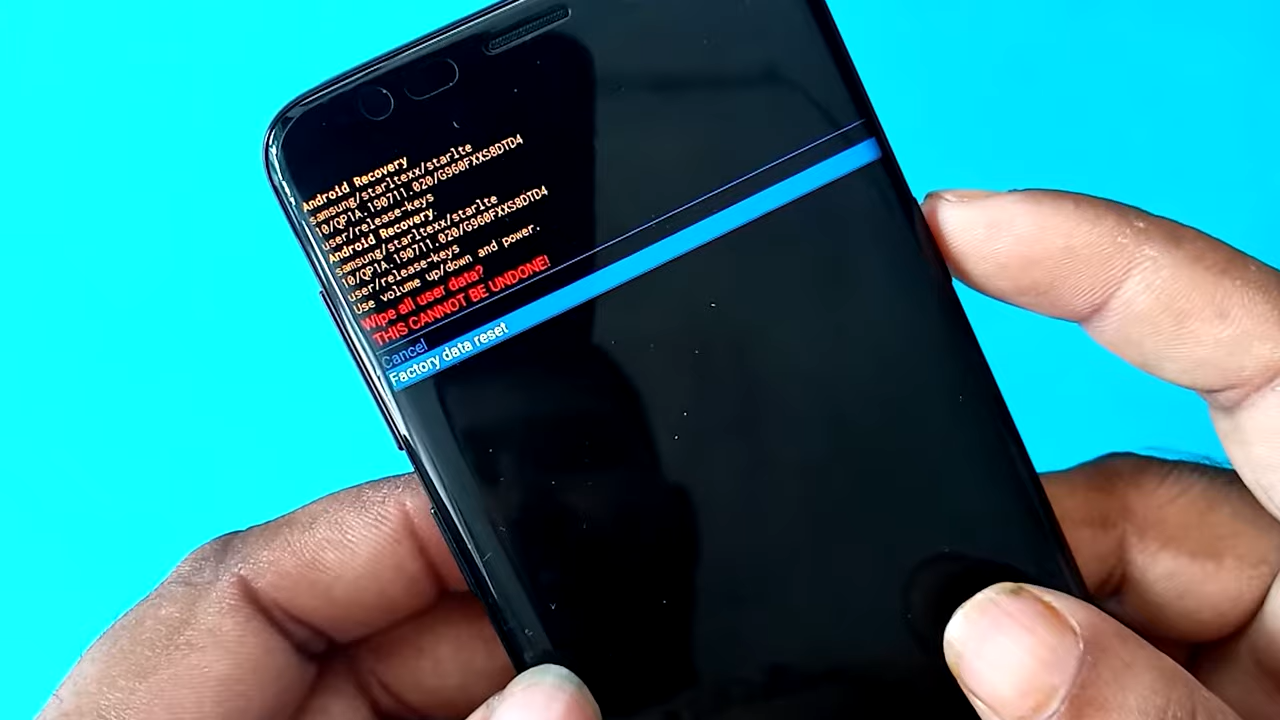 Android Recovery
samsung/starltexx/starlte
10/QP1A.190711.020/G960FXXS8DTD4
user/release-keys
Android Recovery
samsung/starltexx/starlte
10/QP1A.190711.020/G960FXXS8DTD4
user/release-keys
Use volume up/down and power.
Wipe all user data?
THIS CANNOT BE UNDONE!
Cancel
Factory data reset